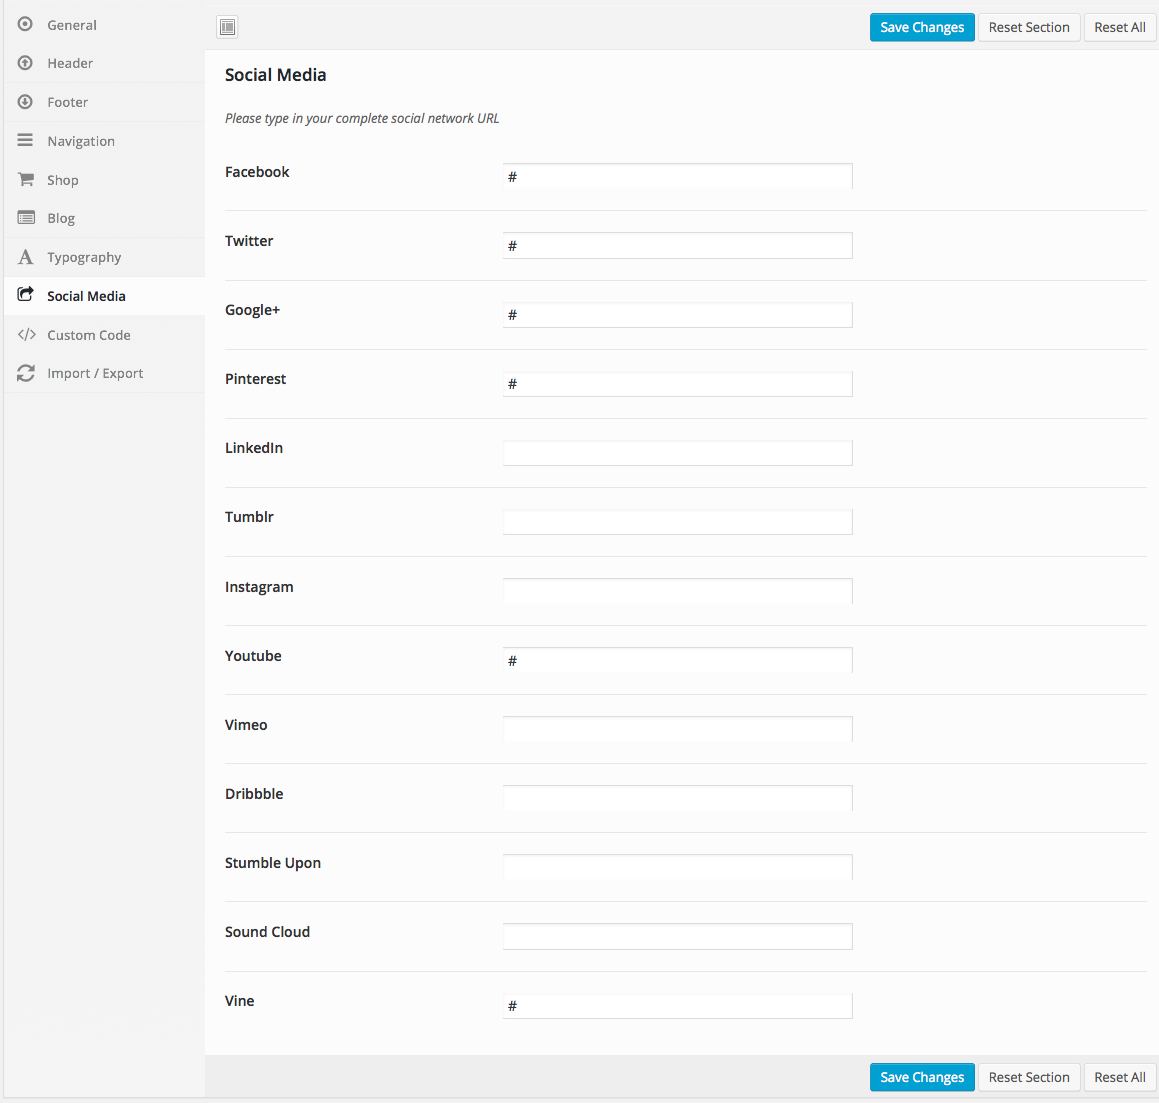 General
Header
Footer
Navigation
Shop
Blog
Typography
Social Media
Custom Code
Import / Export
Save Changes Reset Section Reset All
Social Media
Please type in your complete social network URL
Facebook #
Twitter #
Google+ #
Pinterest #
LinkedIn
Tumblr
Instagram
Youtube #
Vimeo
Dribbble
Stumble Upon
Sound Cloud
Vine #
Save Changes Reset Section Reset All